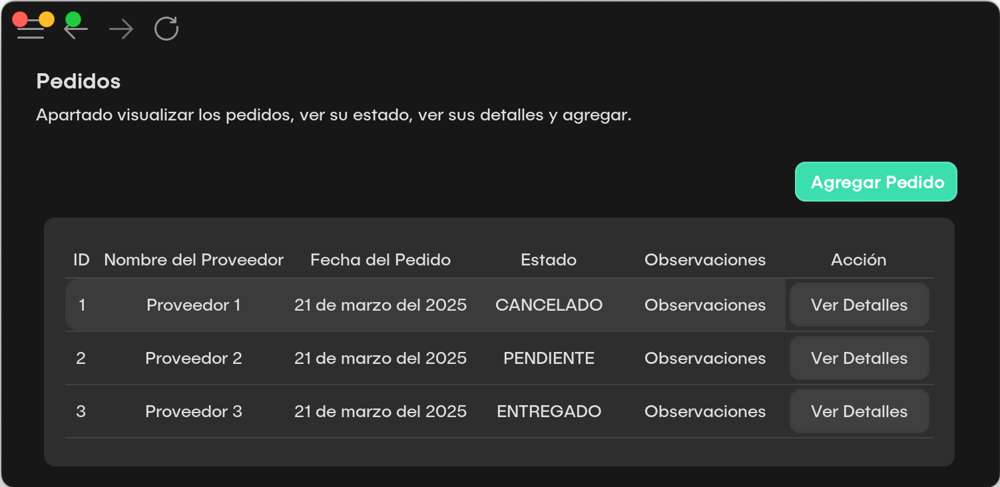 Pedidos
Apartado visualizar los pedidos, ver su estado, ver sus detalles y agregar.
Agregar Pedido
ID Nombre del Proveedor Fecha del Pedido Estado Observaciones Acción
1 Proveedor 1 21 de marzo del 2025 CANCELADO Observaciones Ver Detalles
2 Proveedor 2 21 de marzo del 2025 PENDIENTE Observaciones Ver Detalles
3 Proveedor 3 21 de marzo del 2025 ENTREGADO Observaciones Ver Detalles